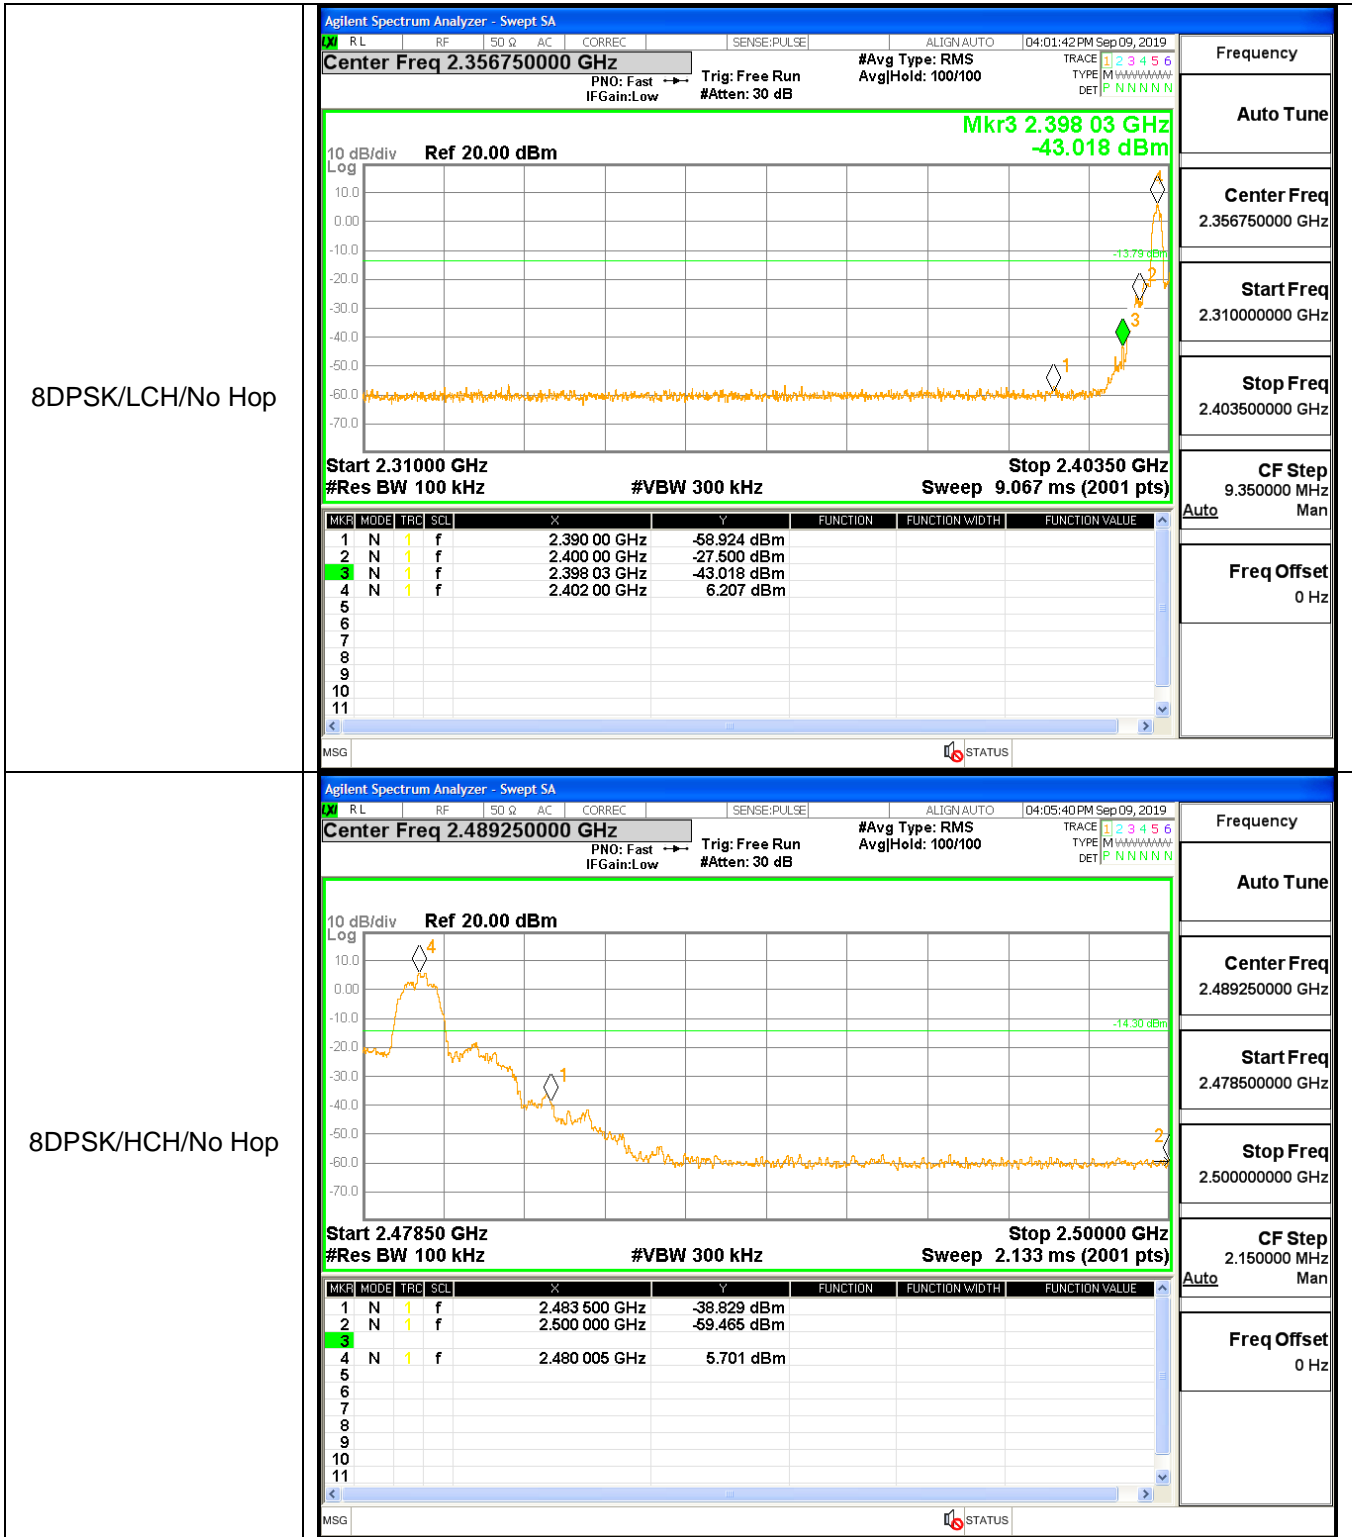 8DPSK/LCH/No Hop
Agilent Spectrum Analyzer - Swept SA
LXI RL RF 50 Ω AC CORREC SENSE:PULSE ALIGN AUTO 04:01:42 PM Sep 09, 2019
Center Freq 2.356750000 GHz
PNO: Fast
IFGain:Low
Trig: Free Run
#Atten: 30 dB
#Avg Type: RMS
Avg|Hold: 100/100
TRACE 1 2 3 4 5 6
TYPE M
DET P N N N N N
Mkr3 2.398 03 GHz
-43.018 dBm
10 dB/div Ref 20.00 dBm
Log
10.0
0.00
-10.0
-20.0
-30.0
-40.0
-50.0
-60.0
-70.0
-13.79 dBm
4
2
3
1
Start 2.31000 GHz Stop 2.40350 GHz
#Res BW 100 kHz #VBW 300 kHz Sweep 9.067 ms (2001 pts)
MKR MODE TRC SCL X Y FUNCTION FUNCTION WIDTH FUNCTION VALUE
1 N 1 f 2.390 00 GHz -58.924 dBm
2 N 1 f 2.400 00 GHz -27.500 dBm
3 N 1 f 2.398 03 GHz -43.018 dBm
4 N 1 f 2.402 00 GHz 6.207 dBm
5
6
7
8
9
10
11
MSG STATUS
Frequency
Auto Tune
Center Freq
2.356750000 GHz
Start Freq
2.310000000 GHz
Stop Freq
2.403500000 GHz
CF Step
9.350000 MHz
Auto Man
Freq Offset
0 Hz
8DPSK/HCH/No Hop
Agilent Spectrum Analyzer - Swept SA
LXI RL RF 50 Ω AC CORREC SENSE:PULSE ALIGN AUTO 04:05:40 PM Sep 09, 2019
Center Freq 2.489250000 GHz
PNO: Fast
IFGain:Low
Trig: Free Run
#Atten: 30 dB
#Avg Type: RMS
Avg|Hold: 100/100
TRACE 1 2 3 4 5 6
TYPE M
DET P N N N N N
10 dB/div Ref 20.00 dBm
Log
10.0
0.00
-10.0
-20.0
-30.0
-40.0
-50.0
-60.0
-70.0
-14.30 dBm
4
1
2
Start 2.47850 GHz Stop 2.50000 GHz
#Res BW 100 kHz #VBW 300 kHz Sweep 2.133 ms (2001 pts)
MKR MODE TRC SCL X Y FUNCTION FUNCTION WIDTH FUNCTION VALUE
1 N 1 f 2.483 500 GHz -38.829 dBm
2 N 1 f 2.500 000 GHz -59.465 dBm
3
4 N 1 f 2.480 005 GHz 5.701 dBm
5
6
7
8
9
10
11
MSG STATUS
Frequency
Auto Tune
Center Freq
2.489250000 GHz
Start Freq
2.478500000 GHz
Stop Freq
2.500000000 GHz
CF Step
2.150000 MHz
Auto Man
Freq Offset
0 Hz